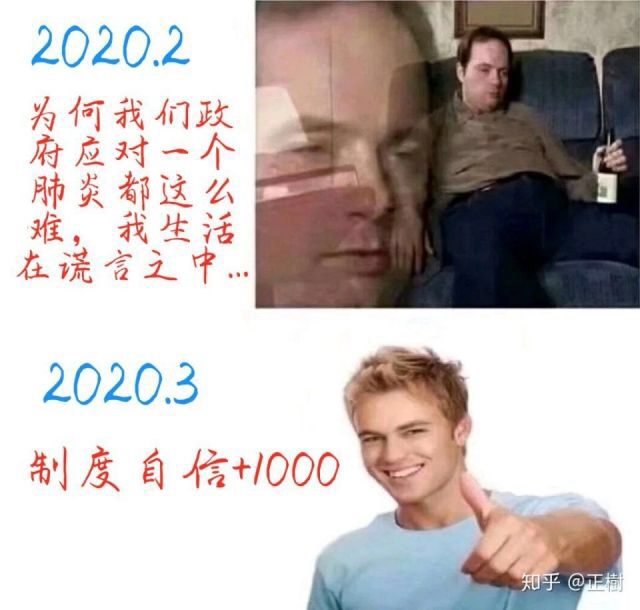 2020.2
为何我们政
府应对一个
肺炎都这么
难，我生活
在谎言之中...
2020.3
制度自信+1000
知乎 @正樹